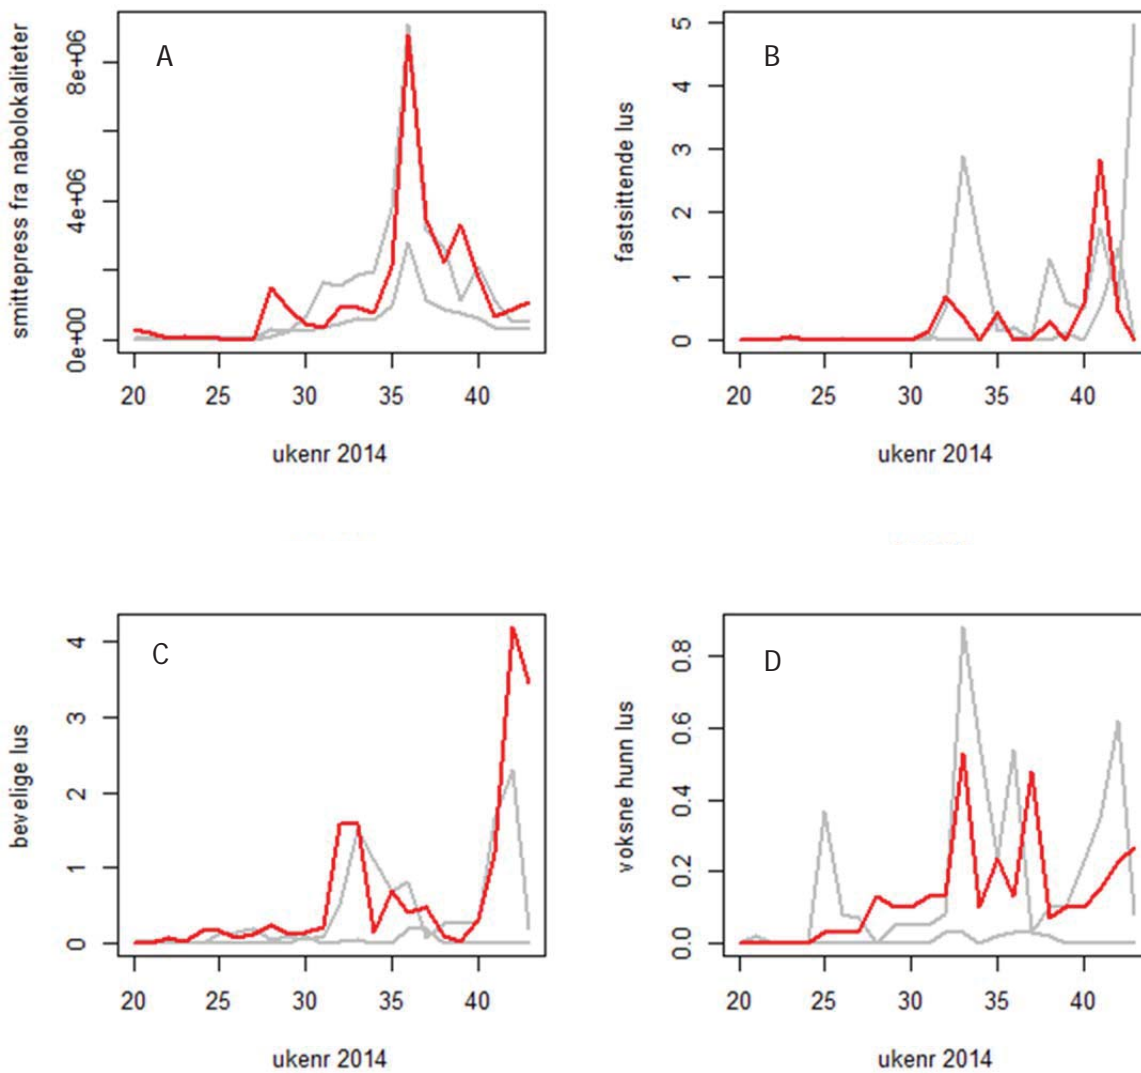 A
smittepress fra nabolokaliteter
8e+06
4e+06
0e+00
20 25 30 35 40
ukenr 2014
B
fastsittende lus
5
4
3
2
1
0
20 25 30 35 40
ukenr 2014
C
bevelige lus
4
3
2
1
0
20 25 30 35 40
ukenr 2014
D
voksne hunn lus
0.8
0.6
0.4
0.2
0.0
20 25 30 35 40
ukenr 2014